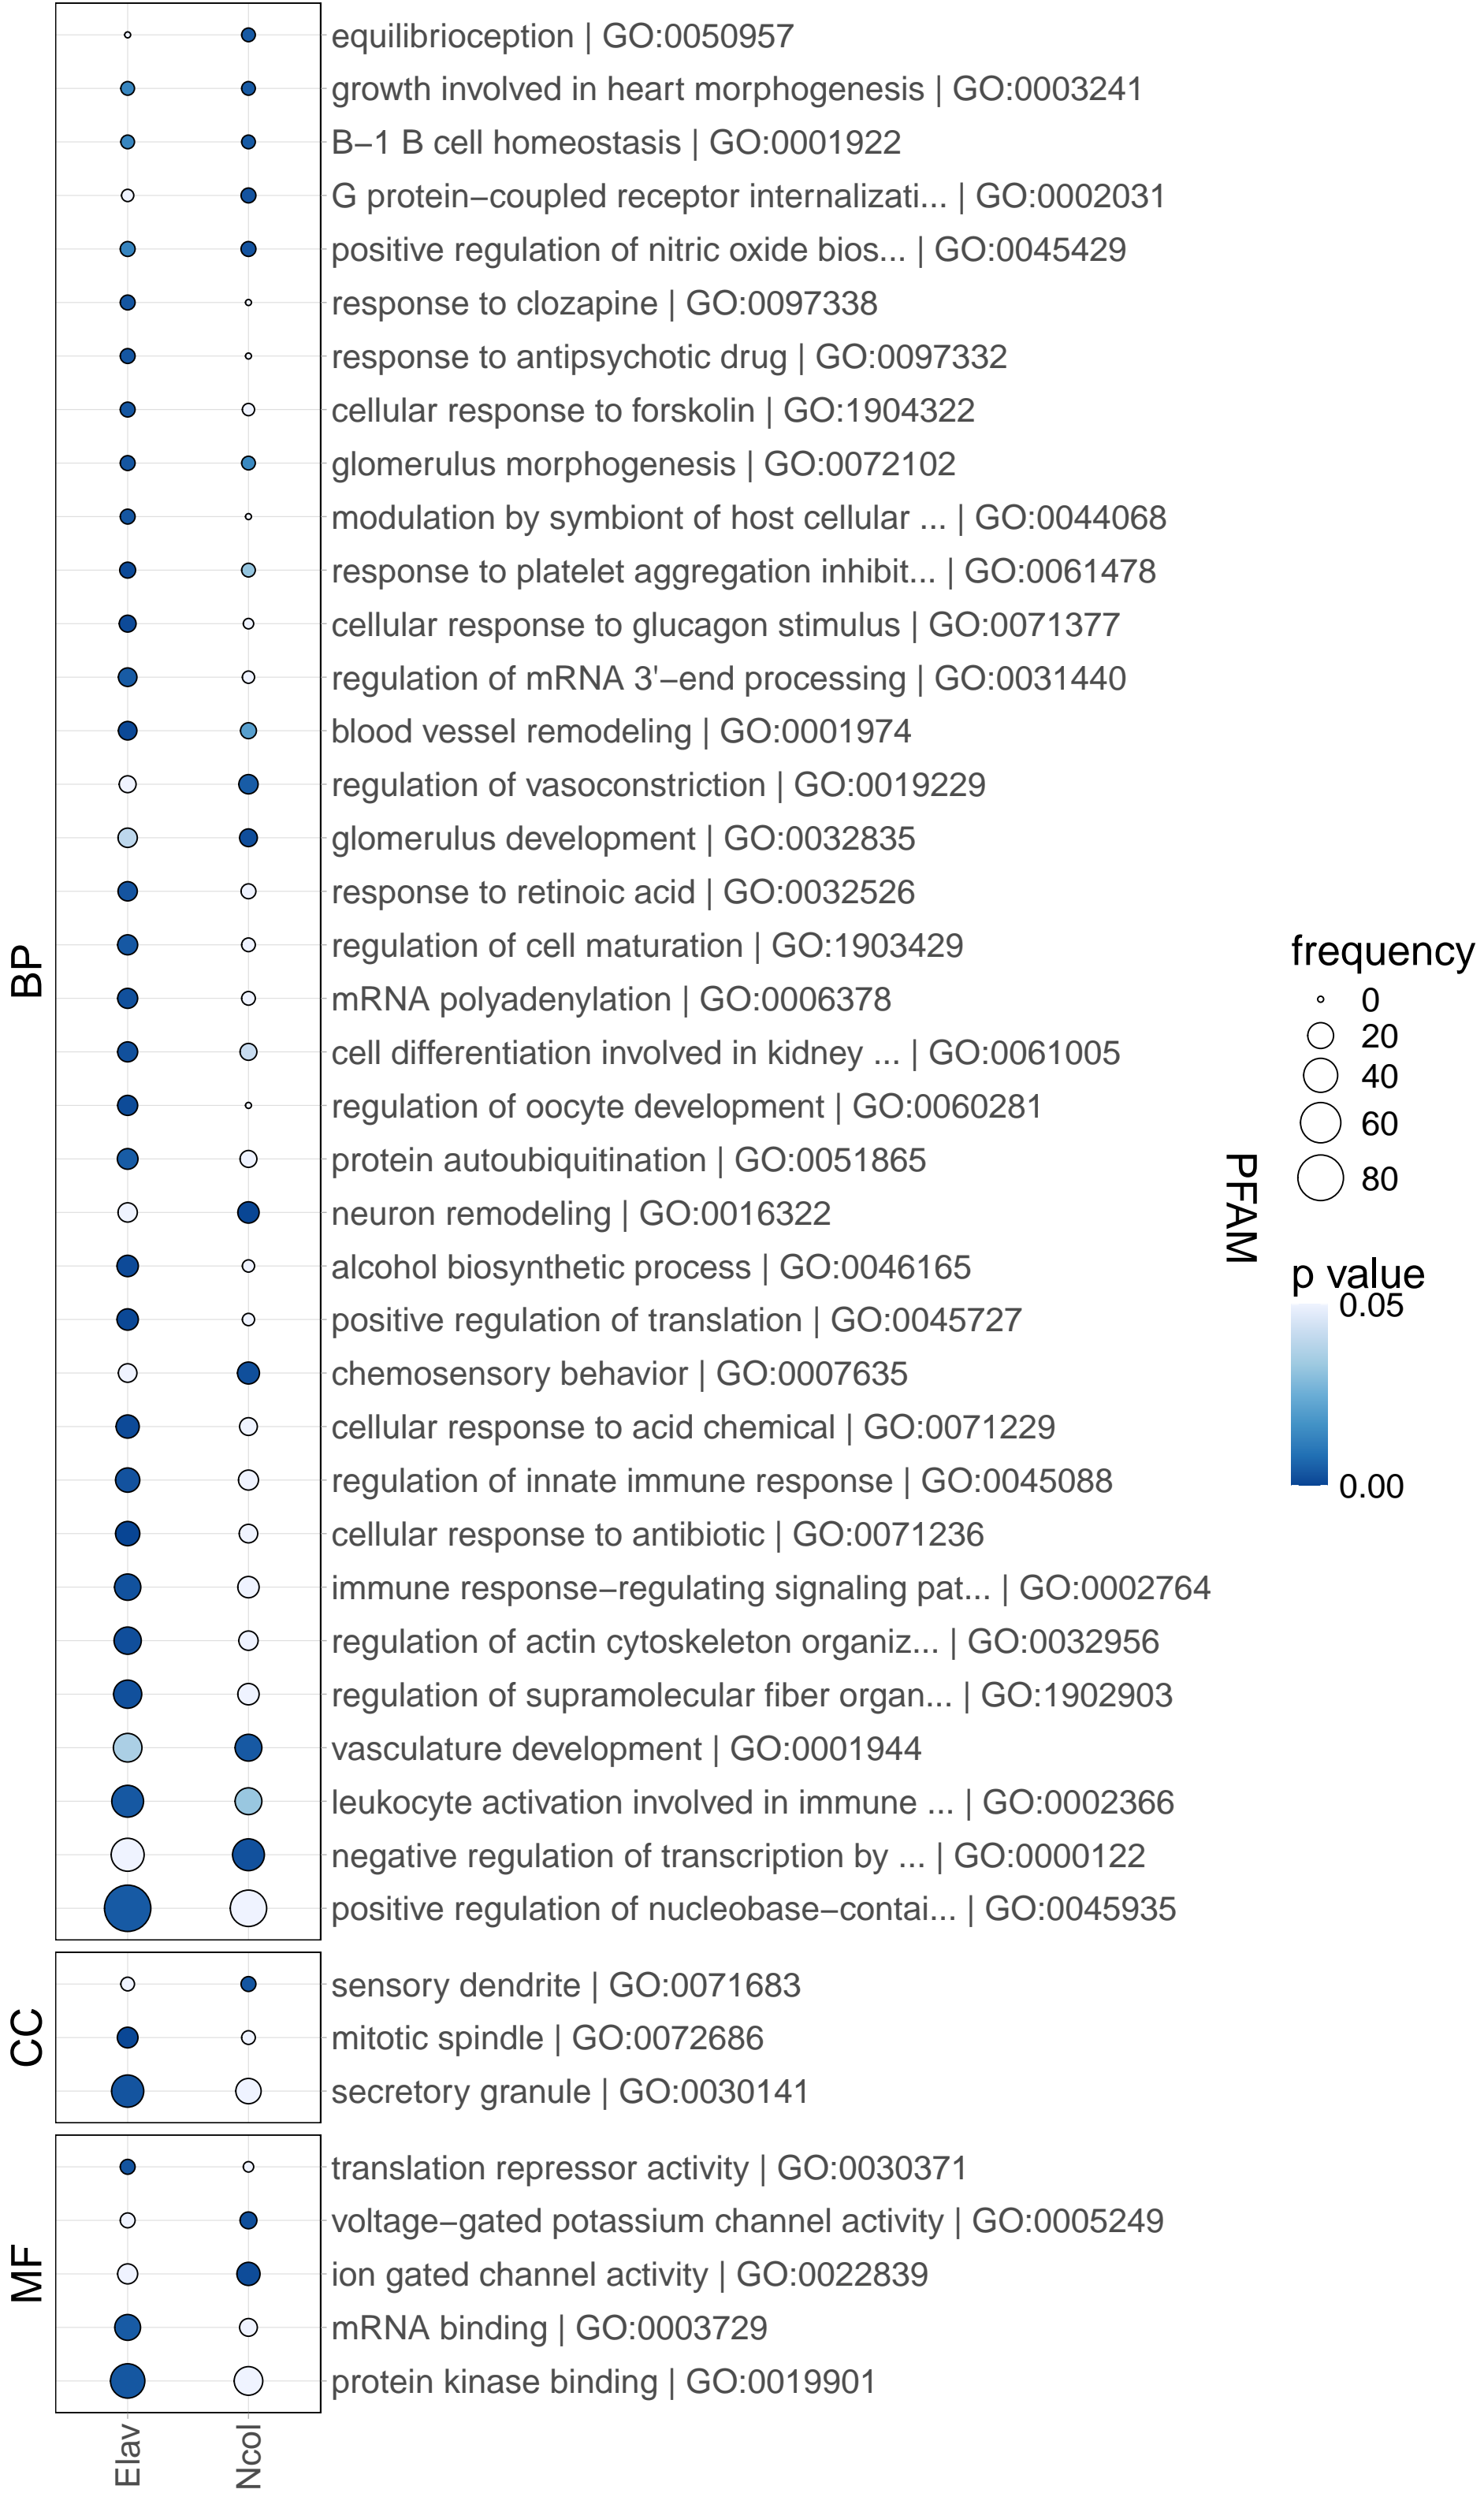 equilibrioception | GO:0050957
growth involved in heart morphogenesis | GO:0003241
B−1 B cell homeostasis | GO:0001922
G protein−coupled receptor internalizati... | GO:0002031
positive regulation of nitric oxide bios... | GO:0045429
response to clozapine | GO:0097338
response to antipsychotic drug | GO:0097332
cellular response to forskolin | GO:1904322
glomerulus morphogenesis | GO:0072102
modulation by symbiont of host cellular ... | GO:0044068
response to platelet aggregation inhibit... | GO:0061478
cellular response to glucagon stimulus | GO:0071377
regulation of mRNA 3'−end processing | GO:0031440
blood vessel remodeling | GO:0001974
regulation of vasoconstriction | GO:0019229
glomerulus development | GO:0032835
response to retinoic acid | GO:0032526
regulation of cell maturation | GO:1903429
mRNA polyadenylation | GO:0006378
cell differentiation involved in kidney ... | GO:0061005
regulation of oocyte development | GO:0060281
protein autoubiquitination | GO:0051865
neuron remodeling | GO:0016322
alcohol biosynthetic process | GO:0046165
positive regulation of translation | GO:0045727
chemosensory behavior | GO:0007635
cellular response to acid chemical | GO:0071229
regulation of innate immune response | GO:0045088
cellular response to antibiotic | GO:0071236
immune response−regulating signaling pat... | GO:0002764
regulation of actin cytoskeleton organiz... | GO:0032956
regulation of supramolecular fiber organ... | GO:1902903
vasculature development | GO:0001944
leukocyte activation involved in immune ... | GO:0002366
negative regulation of transcription by ... | GO:0000122
positive regulation of nucleobase−contai... | GO:0045935
BP
sensory dendrite | GO:0071683
mitotic spindle | GO:0072686
secretory granule | GO:0030141
CC
translation repressor activity | GO:0030371
voltage−gated potassium channel activity | GO:0005249
ion gated channel activity | GO:0022839
mRNA binding | GO:0003729
protein kinase binding | GO:0019901
MF
Elav
Ncol
PFAM
frequency
0
20
40
60
80
p value
0.05
0.00